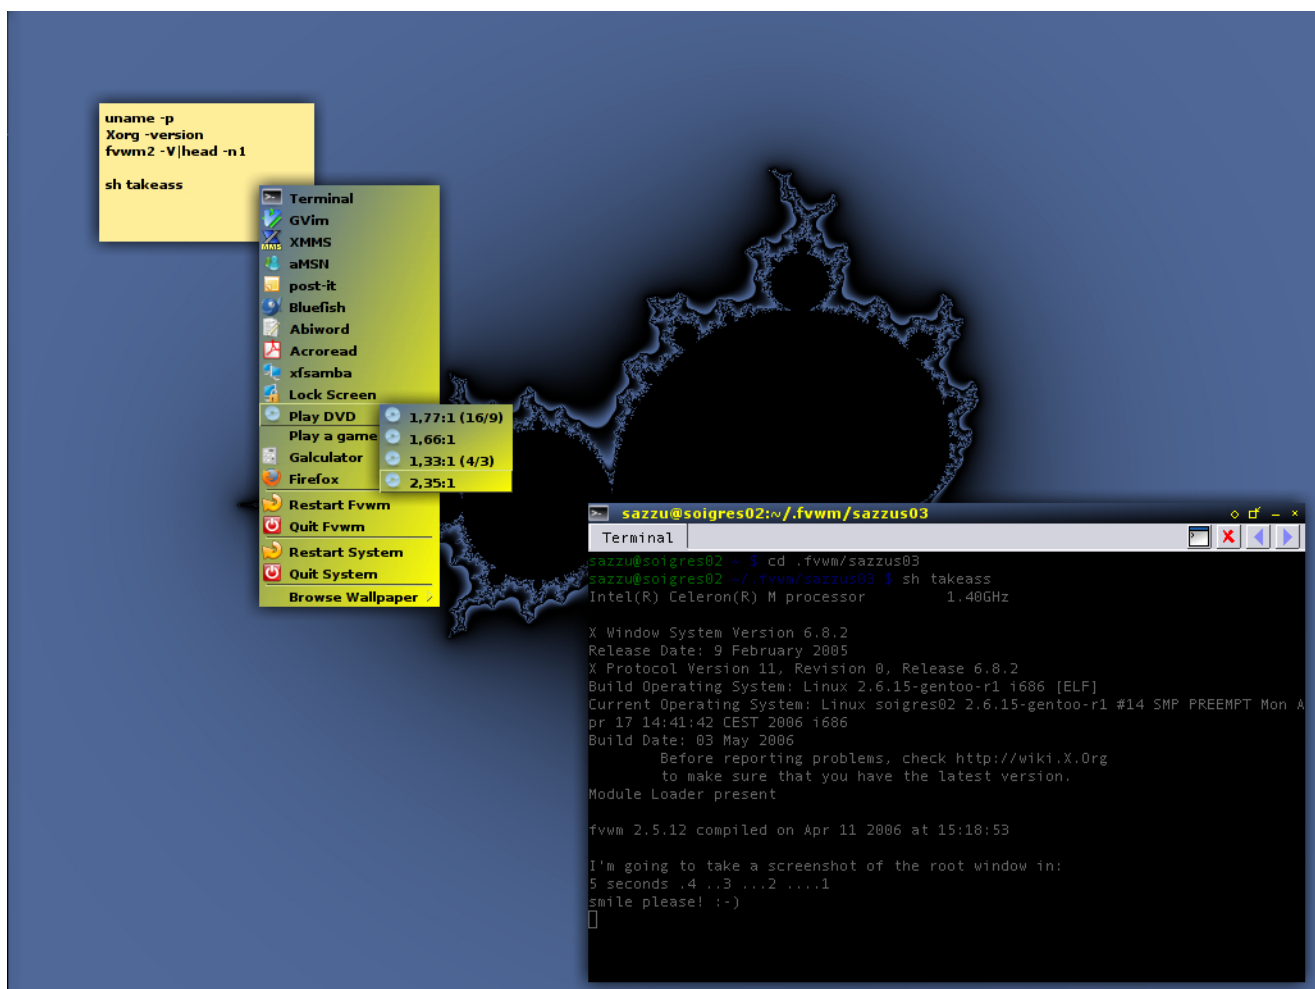 uname -p
Xorg -version
fvwm2 -V|head -n1
sh takeass
Terminal
GVim
XMMS
aMSN
post-it
Bluefish
Abiword
Acroread
xfsamba
Lock Screen
Play DVD
Play a game
Galculator
Firefox
Restart Fvwm
Quit Fvwm
Restart System
Quit System
Browse Wallpaper
1,77:1 (16/9)
1,66:1
1,33:1 (4/3)
2,35:1
sazzu@soigres02:~/.fvwm/sazzus03
Terminal
sazzu@soigres02 ~ $ cd .fvwm/sazzus03
sazzu@soigres02 ~/.fvwm/sazzus03 $ sh takeass
Intel(R) Celeron(R) M processor         1.40GHz
X Window System Version 6.8.2
Release Date: 9 February 2005
X Protocol Version 11, Revision 0, Release 6.8.2
Build Operating System: Linux 2.6.15-gentoo-r1 i686 [ELF]
Current Operating System: Linux soigres02 2.6.15-gentoo-r1 #14 SMP PREEMPT Mon A
pr 17 14:41:42 CEST 2006 i686
Build Date: 03 May 2006
Before reporting problems, check http://wiki.X.Org
to make sure that you have the latest version.
Module Loader present
fvwm 2.5.12 compiled on Apr 11 2006 at 15:18:53
I'm going to take a screenshot of the root window in:
5 seconds .4 ..3 ...2 ....1
smile please! :-)